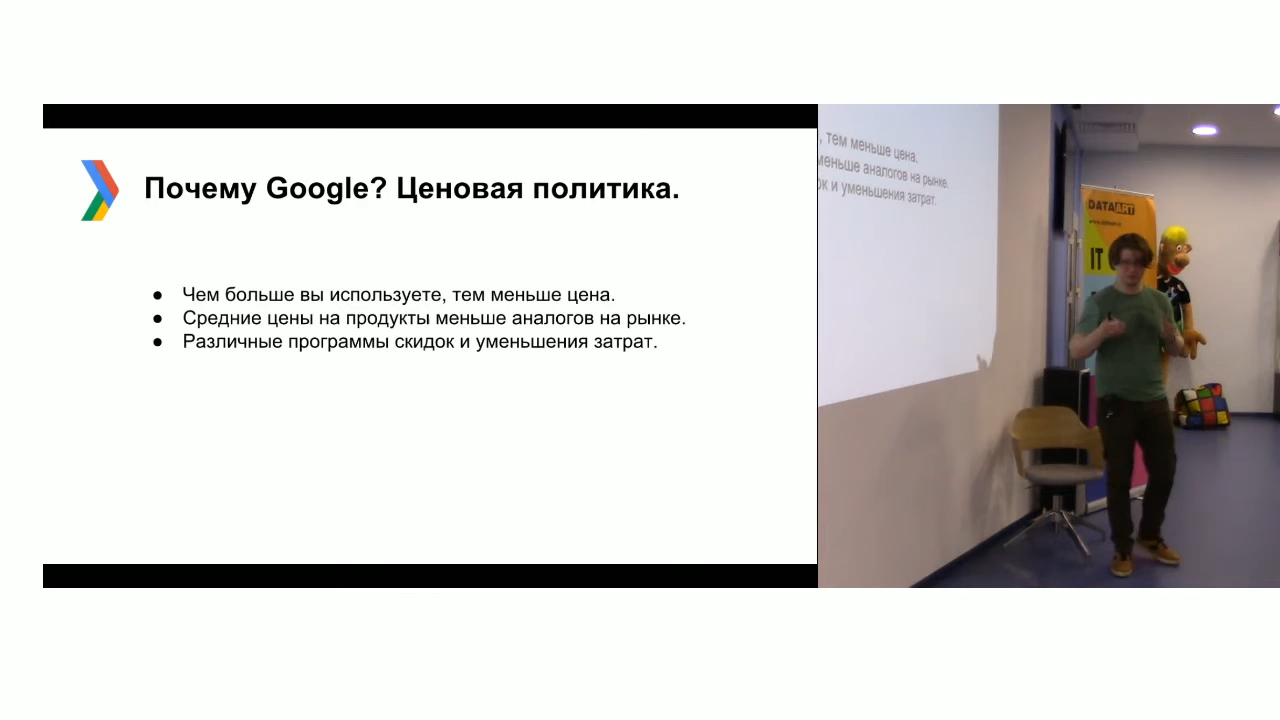 Почему Google? Ценовая политика.
● Чем больше вы используете, тем меньше цена.
● Средние цены на продукты меньше аналогов на рынке.
● Различные программы скидок и уменьшения затрат.
, тем меньше цена.
меньше аналогов на рынке.
ок и уменьшения затрат.
DATAART
IT